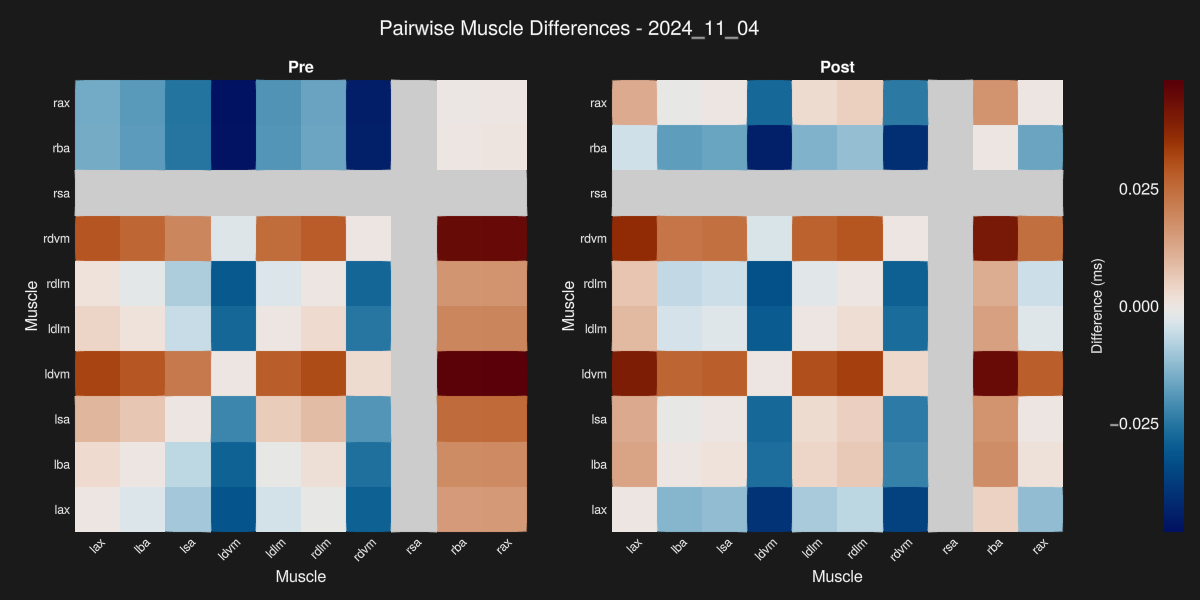 Pairwise Muscle Differences - 2024_11_04
Pre
Post
rax
rba
rsa
rdvm
rdlm
ldlm
ldvm
lsa
lba
lax
Muscle
lax
lba
lsa
ldvm
ldlm
rdlm
rdvm
rsa
rba
rax
Muscle
rax
rba
rsa
rdvm
rdlm
ldlm
ldvm
lsa
lba
lax
Muscle
lax
lba
lsa
ldvm
ldlm
rdlm
rdvm
rsa
rba
rax
Muscle
0.025
0.000
−0.025
Difference (ms)